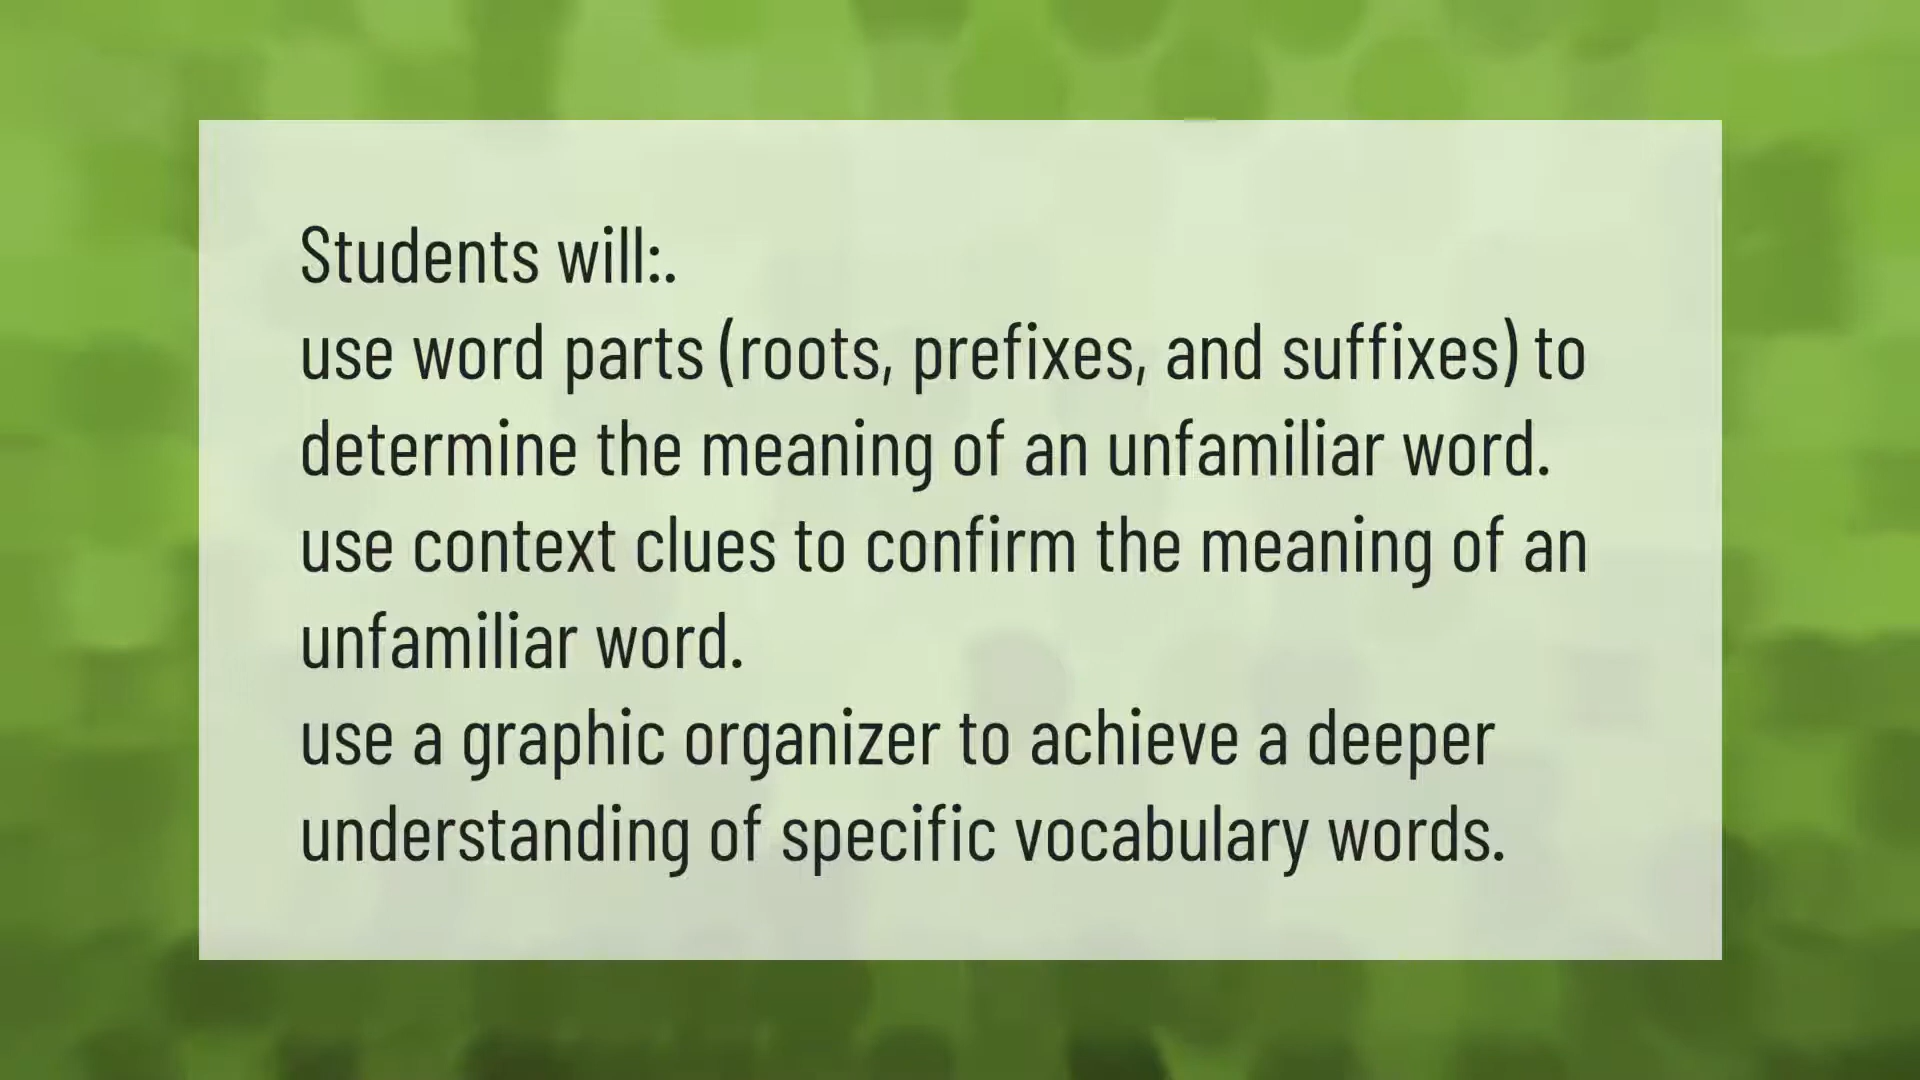 Students will:.
use word parts (roots, prefixes, and suffixes) to
determine the meaning of an unfamiliar word.
use context clues to confirm the meaning of an
unfamiliar word.
use a graphic organizer to achieve a deeper
understanding of specific vocabulary words.